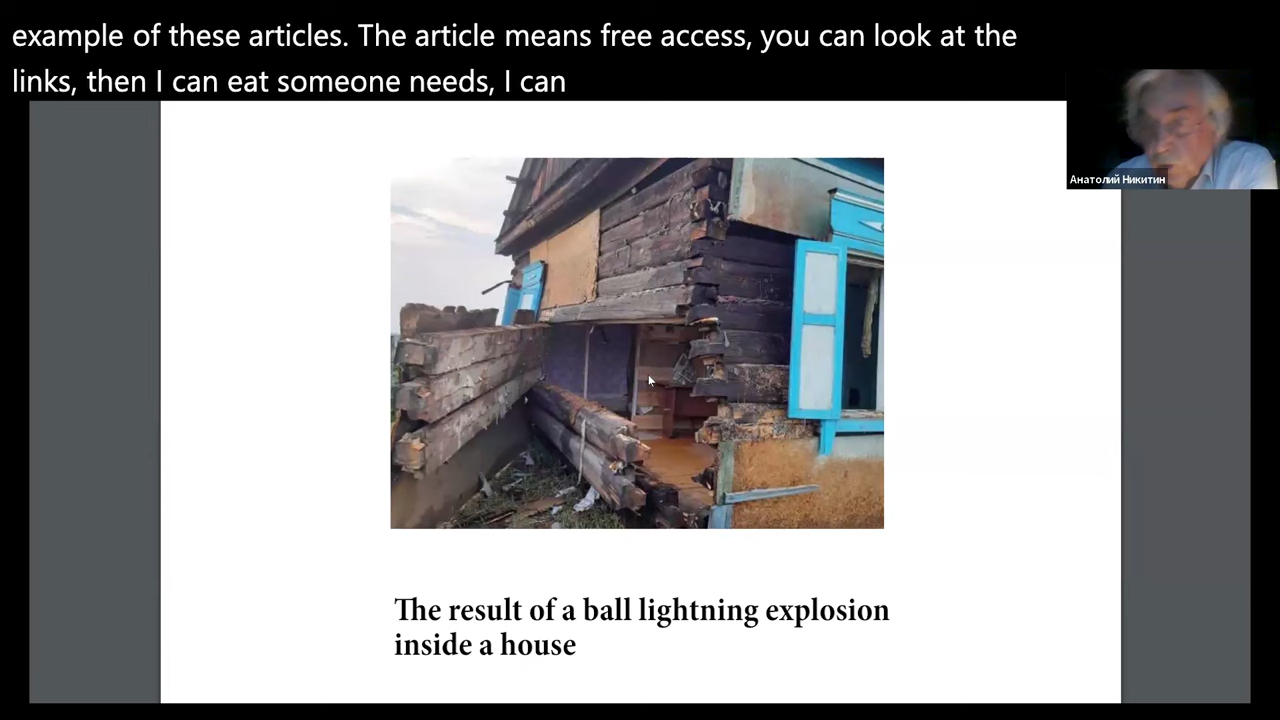 example of these articles. The article means free access, you can look at the
links, then I can eat someone needs, I can
Анатолий Никитин
The result of a ball lightning explosion
inside a house